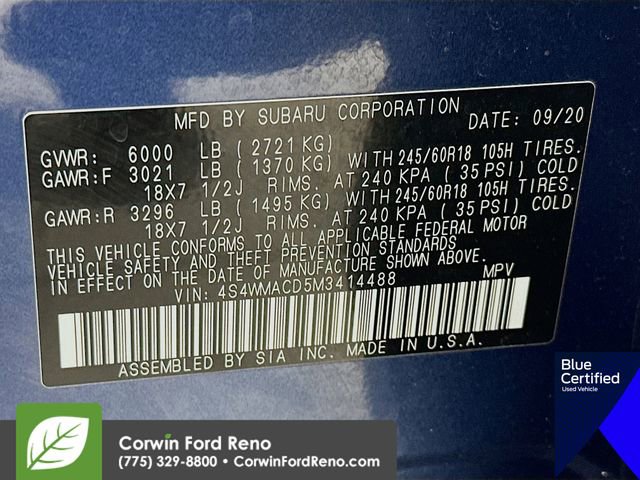 MFD BY SUBARU CORPORATION DATE: 09/20
GVWR: 6000 LB ( 2721 KG)
GAWR:F 3021 LB ( 1370 KG) WITH 245/60R18 105H TIRES.
18X7 1/2J RIMS. AT 240 KPA ( 35 PSI) COLD
GAWR:R 3296 LB ( 1495 KG) WITH 245/60R18 105H TIRES.
18X7 1/2J RIMS. AT 240 KPA ( 35 PSI) COLD
THIS VEHICLE CONFORMS TO ALL APPLICABLE FEDERAL MOTOR
VEHICLE SAFETY AND THEFT PREVENTION STANDARDS
IN EFFECT ON THE DATE OF MANUFACTURE SHOWN ABOVE.
VIN: 4S4WMACD5M3414488 MPV
ASSEMBLED BY SIA INC. MADE IN U.S.A.
Blue
Certified
Used Vehicle
Corwin Ford Reno
(775) 329-8800 • CorwinFordReno.com